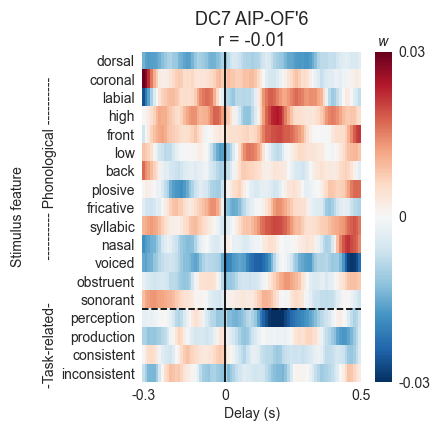 DC7 AIP-OF'6
r = -0.01
w
0.03
0
-0.03
Stimulus feature
---------- Phonological ----------
-Task-related-
dorsal
coronal
labial
high
front
low
back
plosive
fricative
syllabic
nasal
voiced
obstruent
sonorant
perception
production
consistent
inconsistent
-0.3
0
0.5
Delay (s)